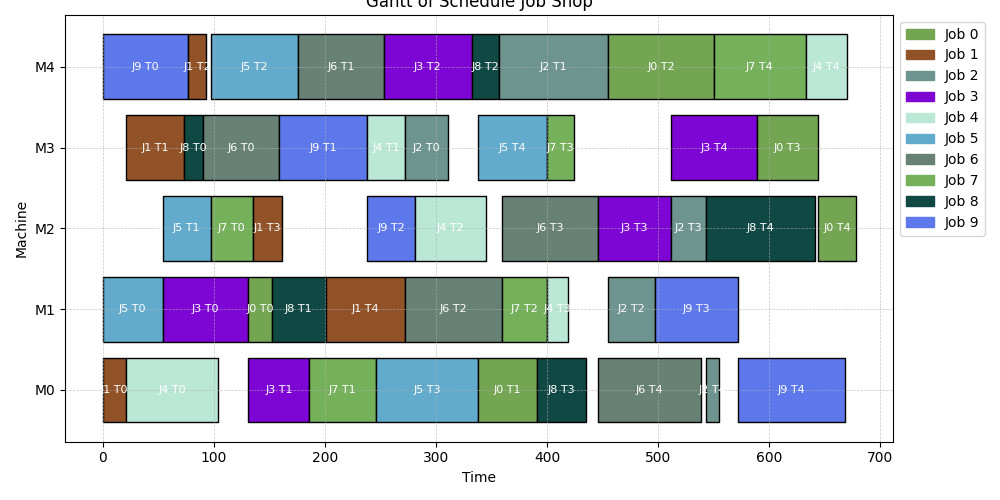 Gantt of Schedule Job Shop
M4
J9 T0 J1 T2 J5 T2 J6 T1 J3 T2 J8 T2 J2 T1 J0 T2 J7 T4 J4 T4
M3
J1 T1 J8 T0 J6 T0 J9 T1 J4 T1 J2 T0 J5 T4 J7 T3 J3 T4 J0 T3
M2
J5 T1 J7 T0 J1 T3 J9 T2 J4 T2 J6 T3 J3 T3 J2 T3 J8 T4 J0 T4
M1
J5 T0 J3 T0 J0 T0 J8 T1 J1 T4 J6 T2 J7 T2 J4 T3 J2 T2 J9 T3
M0
J1 T0 J4 T0 J3 T1 J7 T1 J5 T3 J0 T1 J8 T3 J6 T4 J2 T4 J9 T4
Machine
0 100 200 300 400 500 600 700
Time
Job 0
Job 1
Job 2
Job 3
Job 4
Job 5
Job 6
Job 7
Job 8
Job 9